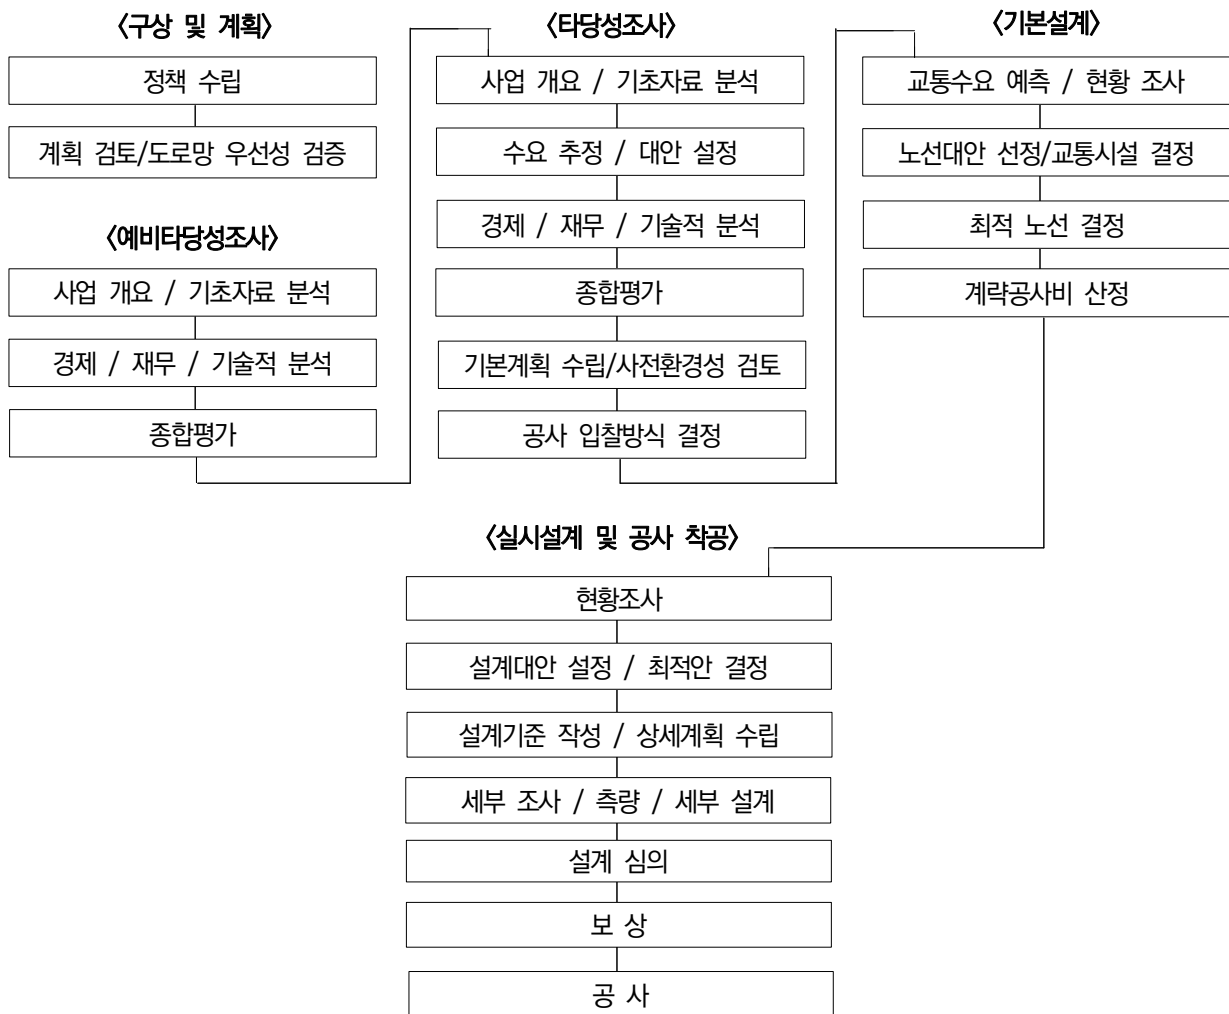 〈구상 및 계획〉
정책 수립
계획 검토/도로망 우선성 검증
〈예비타당성조사〉
사업 개요 / 기초자료 분석
경제 / 재무 / 기술적 분석
종합평가
〈타당성조사〉
사업 개요 / 기초자료 분석
수요 추정 / 대안 설정
경제 / 재무 / 기술적 분석
종합평가
기본계획 수립/사전환경성 검토
공사 입찰방식 결정
〈기본설계〉
교통수요 예측 / 현황 조사
노선대안 선정/교통시설 결정
최적 노선 결정
계략공사비 산정
〈실시설계 및 공사 착공〉
현황조사
설계대안 설정 / 최적안 결정
설계기준 작성 / 상세계획 수립
세부 조사 / 측량 / 세부 설계
설계 심의
보 상
공 사